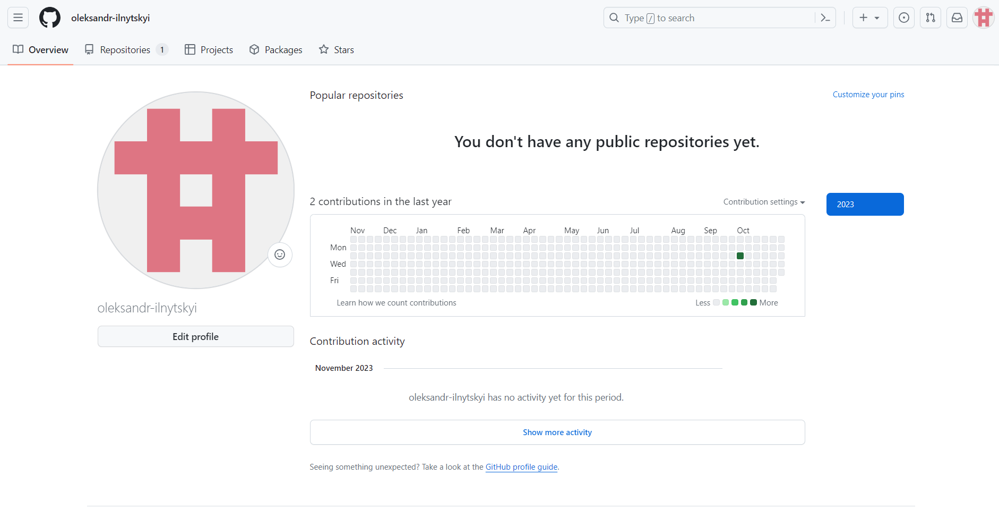 oleksandr-ilnytskyi
Type / to search
Overview Repositories 1 Projects Packages Stars
Popular repositories
Customize your pins
You don't have any public repositories yet.
2 contributions in the last year
Contribution settings
2023
Nov Dec Jan Feb Mar Apr May Jun Jul Aug Sep Oct
Mon
Wed
Fri
Learn how we count contributions
Less More
oleksandr-ilnytskyi
Edit profile
Contribution activity
November 2023
oleksandr-ilnytskyi has no activity yet for this period.
Show more activity
Seeing something unexpected? Take a look at the GitHub profile guide.